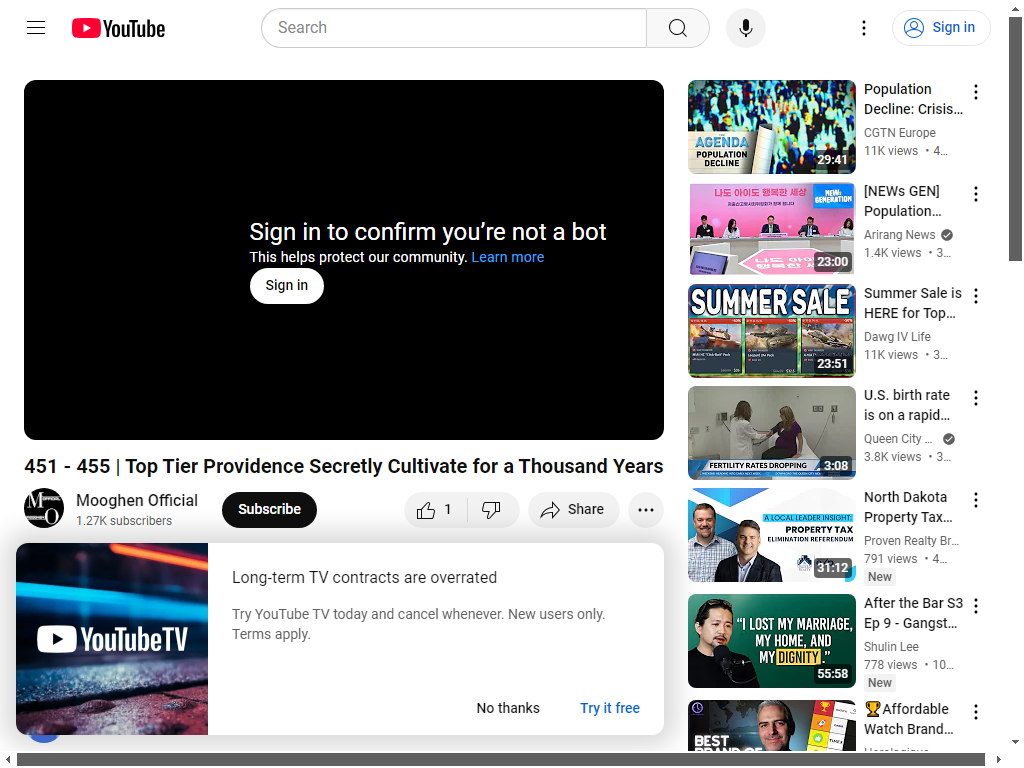 YouTube
Search
Sign in
Sign in to confirm you’re not a bot
This helps protect our community. Learn more
Sign in
451 - 455 | Top Tier Providence Secretly Cultivate for a Thousand Years
Mooghen Official
1.27K subscribers
Subscribe
1
Share
YouTubeTV
Long-term TV contracts are overrated
Try YouTube TV today and cancel whenever. New users only.
Terms apply.
No thanks
Try it free
AGENDA
POPULATION
DECLINE
29:41
Population
Decline: Crisis…
CGTN Europe
11K views • 4…
나도 아이도 행복한 세상
NEWs
GENERATION
23:00
[NEWs GEN]
Population…
Arirang News
1.4K views • 3…
SUMMER SALE
23:51
Summer Sale is
HERE for Top…
Dawg IV Life
11K views • 3…
FERTILITY RATES DROPPING
3:08
U.S. birth rate
is on a rapid…
Queen City …
3.8K views • 3…
A LOCAL LEADER INSIGHT:
PROPERTY TAX
ELIMINATION REFERENDUM
31:12
North Dakota
Property Tax…
Proven Realty Br…
791 views • 4…
New
“I LOST MY MARRIAGE,
MY HOME, AND
MY DIGNITY.”
55:58
After the Bar S3
Ep 9 - Gangst…
Shulin Lee
778 views • 10…
New
BEST
🏆Affordable
Watch Brand…